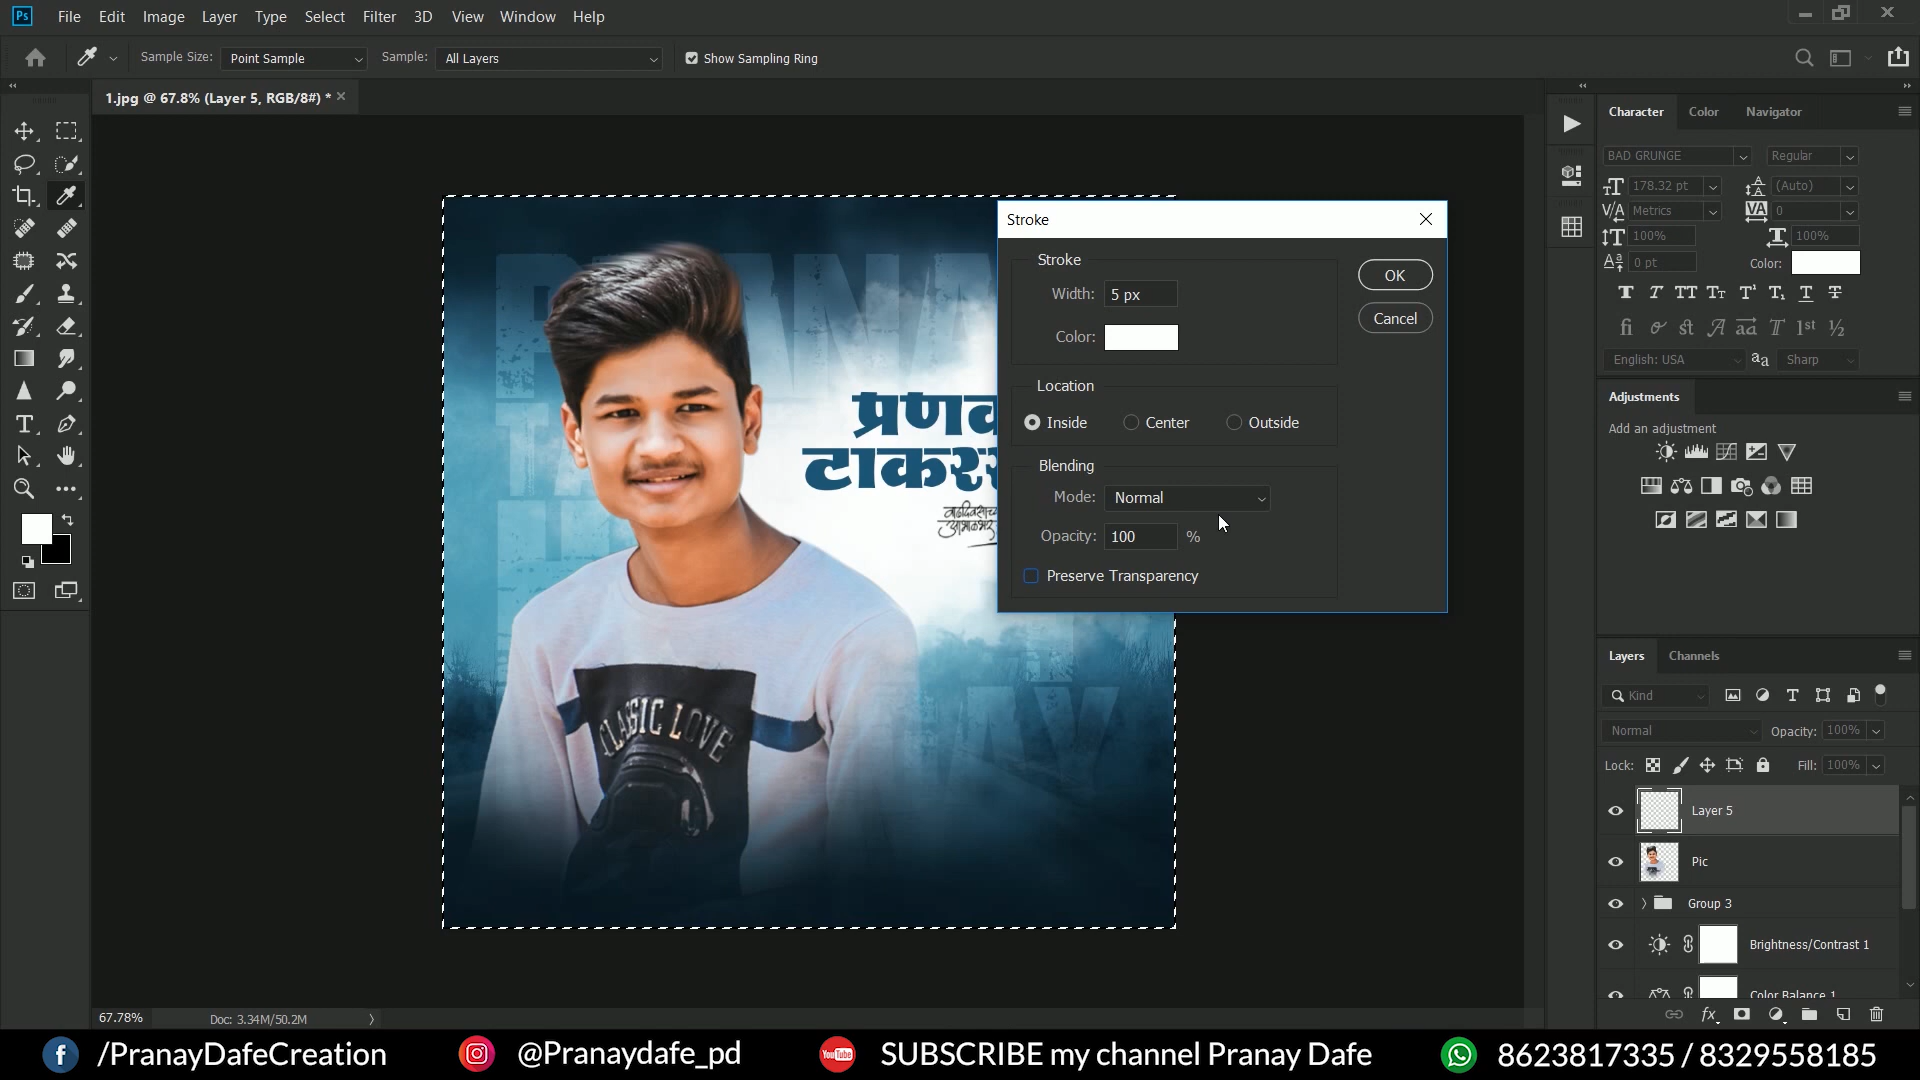 Ps File Edit Image Layer Type Select Filter 3D View Window Help
Sample Size: Point Sample Sample: All Layers Show Sampling Ring
1.jpg @ 67.8% (Layer 5, RGB/8#) *
Character Color Navigator
BAD GRUNGE Regular
178.32 pt (Auto)
Metrics 0
100% 100%
0 pt Color:
English: USA Sharp
Adjustments
Add an adjustment
Stroke
Stroke
Width: 5 px
Color:
OK
Cancel
Location
Inside Center Outside
Blending
Mode: Normal
Opacity: 100 %
Preserve Transparency
CLASSIC LOVE
Layers Channels
Kind
Normal Opacity: 100%
Lock: Fill: 100%
Layer 5
Pic
Group 3
Brightness/Contrast 1
Color Balance 1
67.78% Doc: 3.34M/50.2M
/PranayDafeCreation @Pranaydafe_pd YouTube SUBSCRIBE my channel Pranay Dafe 8623817335 / 8329558185